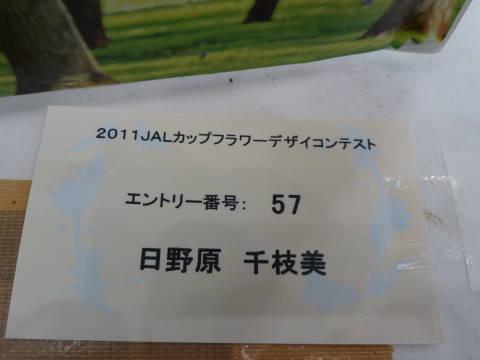 2011JALカップフラワーデザイコンテスト
エントリー番号: 57
日野原 千枝美